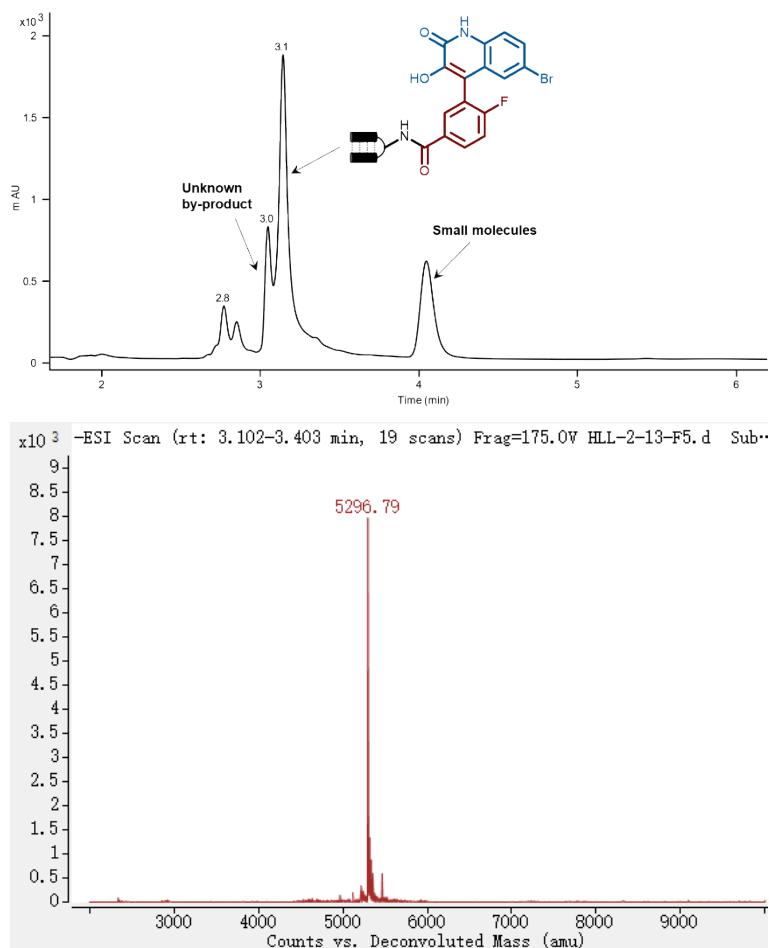 x10³
2
1.5
1
0.5
0
m AU
2.8
3.0
3.1
Unknown
by-product
Small molecules
O
H
N
HO
Br
F
H
N
O
2
3
4
5
6
Time (min)
x10 3
-ESI Scan (rt: 3.102-3.403 min, 19 scans) Frag=175.0V HLL-2-13-F5.d Sub··
9
8.5
8
7.5
7
6.5
6
5.5
5
4.5
4
3.5
3
2.5
2
1.5
1
0.5
0
5296.79
3000
4000
5000
6000
7000
8000
9000
Counts vs. Deconvoluted Mass (amu)